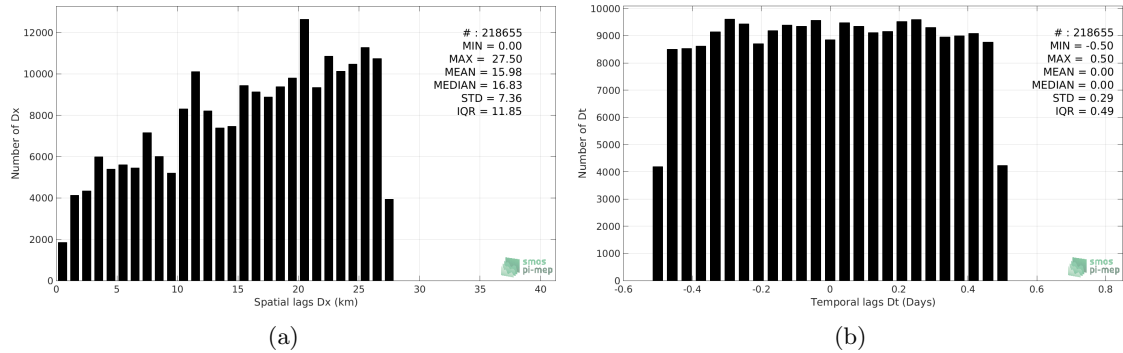 12000
10000
8000
6000
4000
2000
0
Number of Dx
# : 218655
MIN = 0.00
MAX = 27.50
MEAN = 15.98
MEDIAN = 16.83
STD = 7.36
IQR = 11.85
smos
pi-mep
0 5 10 15 20 25 30 35 40
Spatial lags Dx (km)
(a)
10000
9000
8000
7000
6000
5000
4000
3000
2000
1000
0
Number of Dt
# : 218655
MIN = -0.50
MAX = 0.50
MEAN = 0.00
MEDIAN = 0.00
STD = 0.29
IQR = 0.49
smos
pi-mep
-0.6 -0.4 -0.2 0 0.2 0.4 0.6 0.8
Temporal lags Dt (Days)
(b)